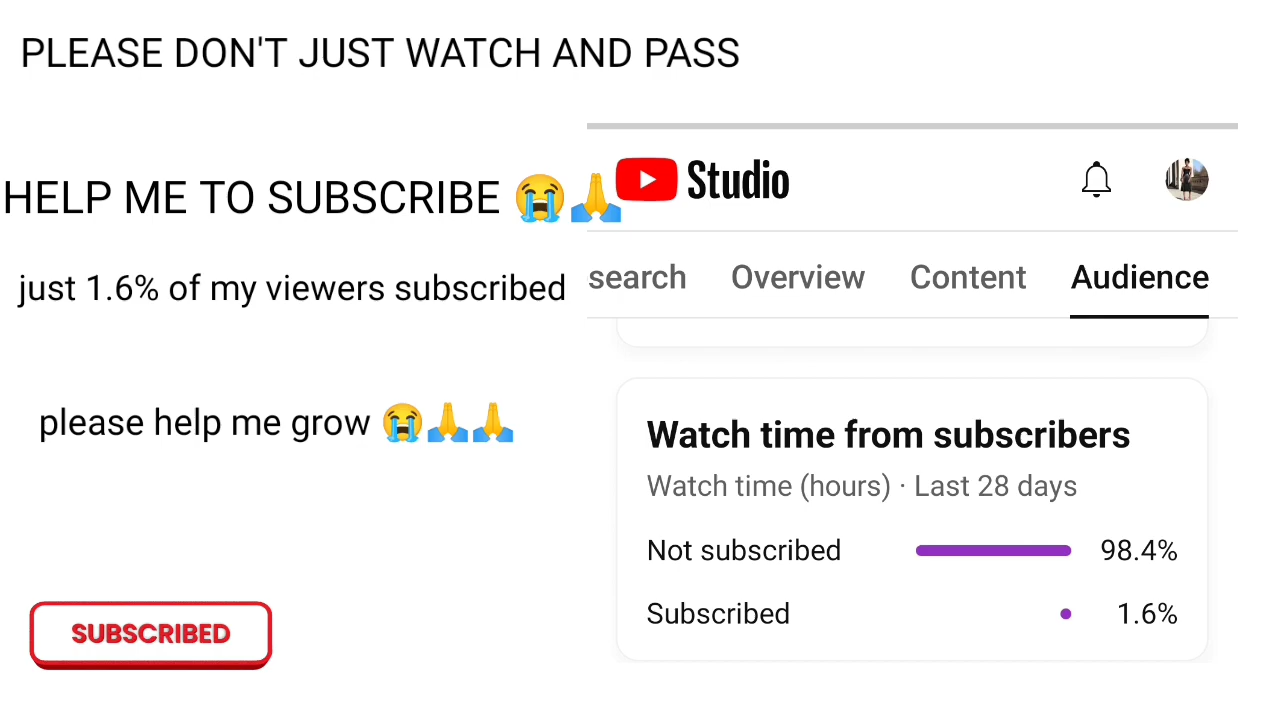 PLEASE DON'T JUST WATCH AND PASS
HELP ME TO SUBSCRIBE 😭🙏
just 1.6% of my viewers subscribed
please help me grow 😭🙏🙏
SUBSCRIBED
Studio
search Overview Content Audience
Watch time from subscribers
Watch time (hours) · Last 28 days
Not subscribed 98.4%
Subscribed 1.6%